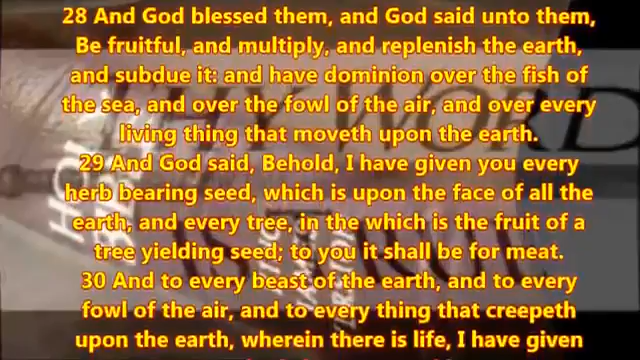 28 And God blessed them, and God said unto them,
Be fruitful, and multiply, and replenish the earth,
and subdue it: and have dominion over the fish of
the sea, and over the fowl of the air, and over every
living thing that moveth upon the earth.
29 And God said, Behold, I have given you every
herb bearing seed, which is upon the face of all the
earth, and every tree, in the which is the fruit of a
tree yielding seed; to you it shall be for meat.
30 And to every beast of the earth, and to every
fowl of the air, and to every thing that creepeth
upon the earth, wherein there is life, I have given
WORD